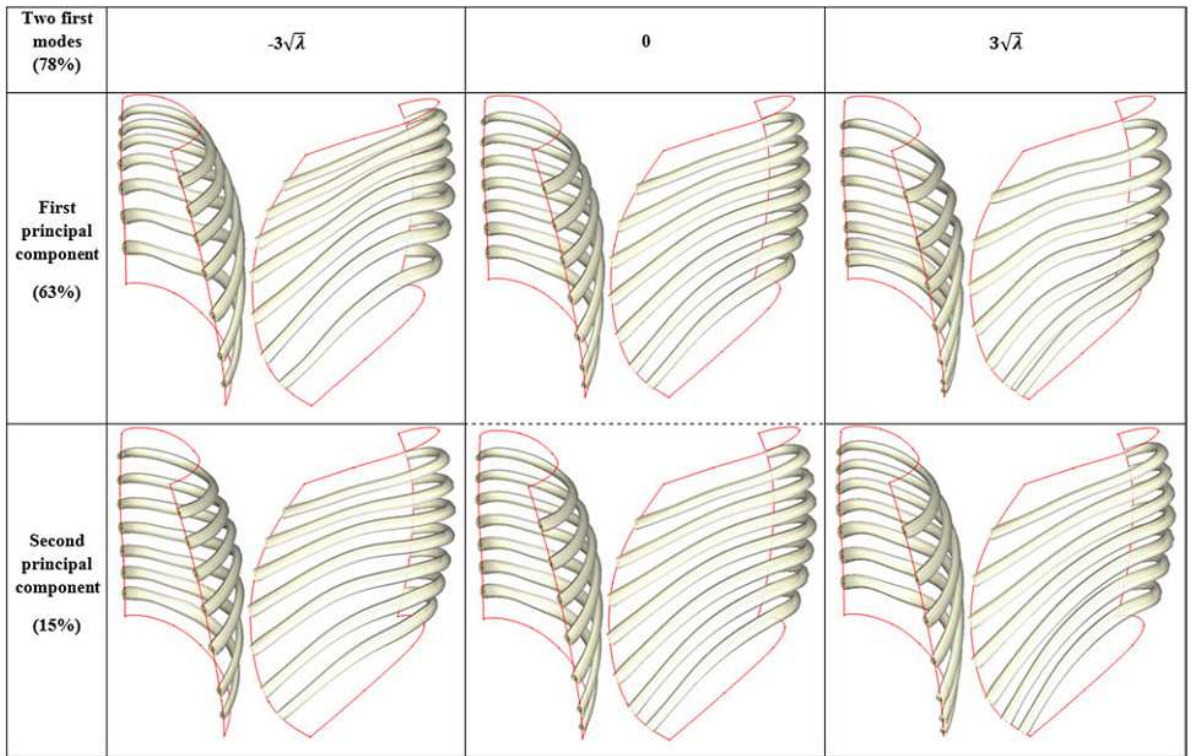 Two first
modes
(78%)
-3√λ
0
3√λ
First
principal
component
(63%)
Second
principal
component
(15%)